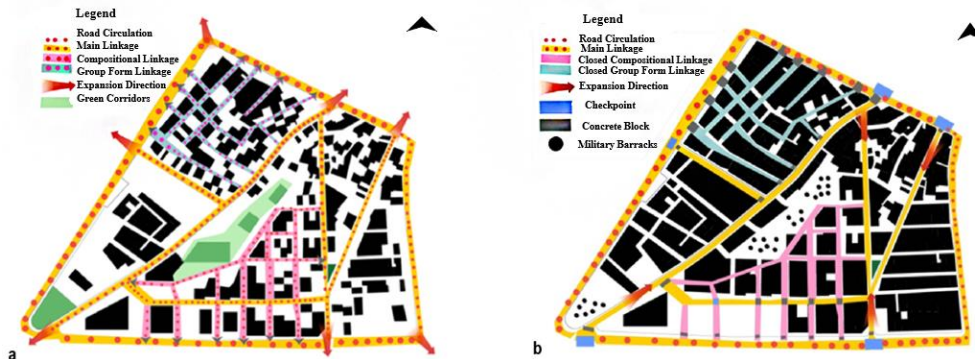 Legend
Road Circulation
Main Linkage
Compositional Linkage
Group Form Linkage
Expansion Direction
Green Corridors
a
Legend
Road Circulation
Main Linkage
Closed Compositional Linkage
Closed Group Form Linkage
Expansion Direction
Checkpoint
Concrete Block
Military Barracks
b